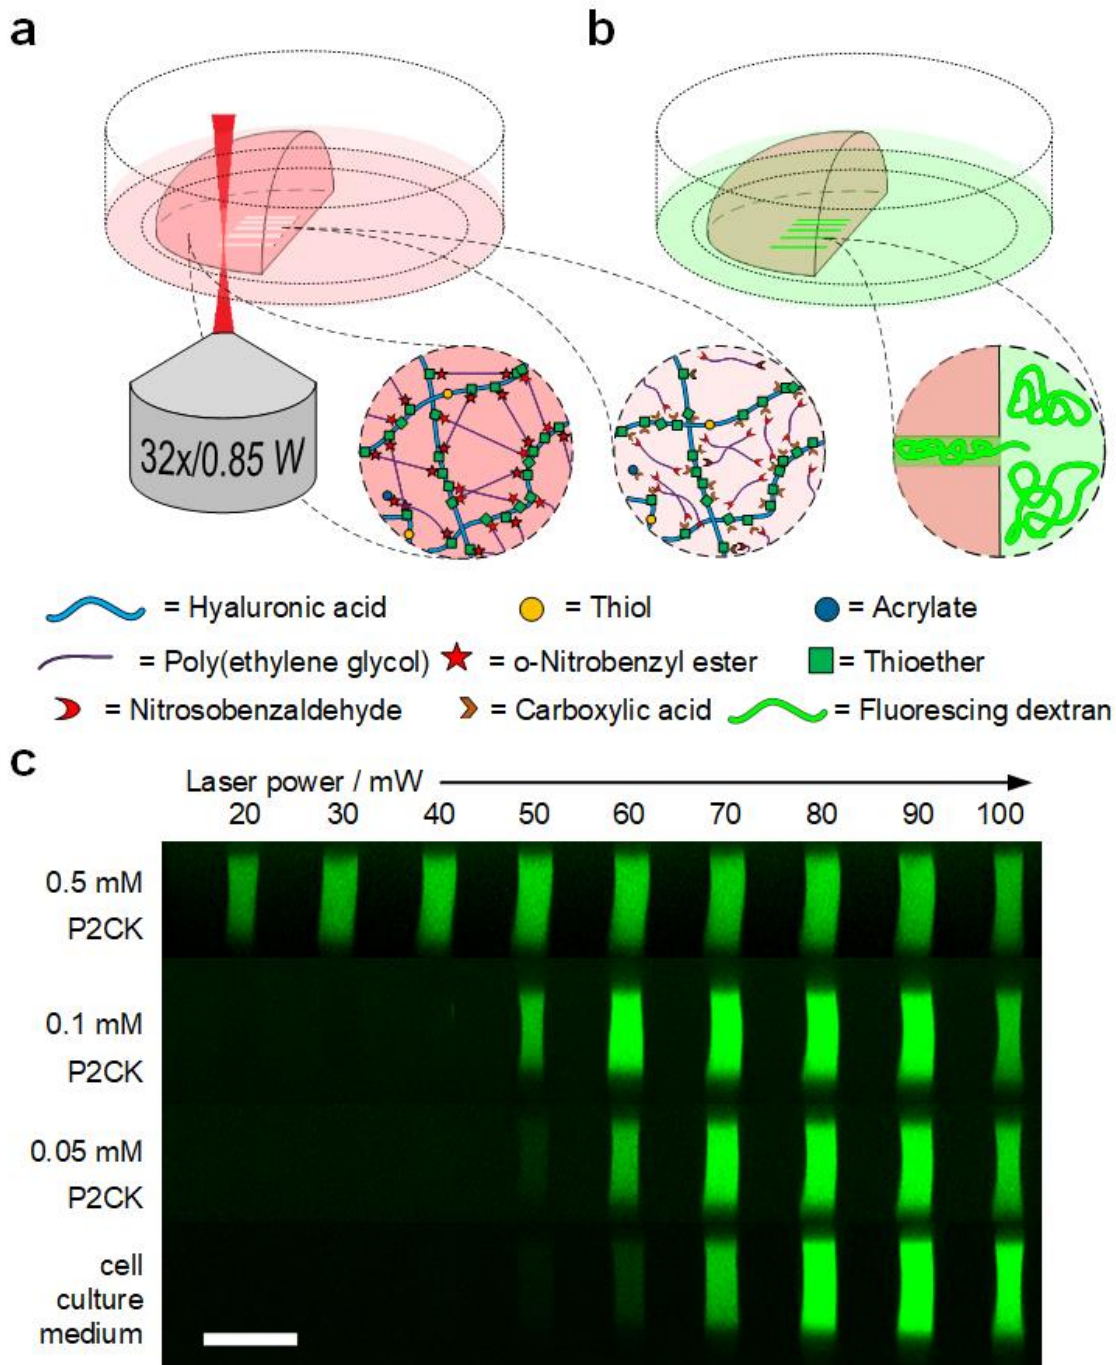 a
b
32x/0.85 W
= Hyaluronic acid = Thiol = Acrylate
= Poly(ethylene glycol) = o-Nitrobenzyl ester = Thioether
= Nitrosobenzaldehyde = Carboxylic acid = Fluorescing dextran
c
Laser power / mW
20 30 40 50 60 70 80 90 100
0.5 mM
P2CK
0.1 mM
P2CK
0.05 mM
P2CK
cell
culture
medium